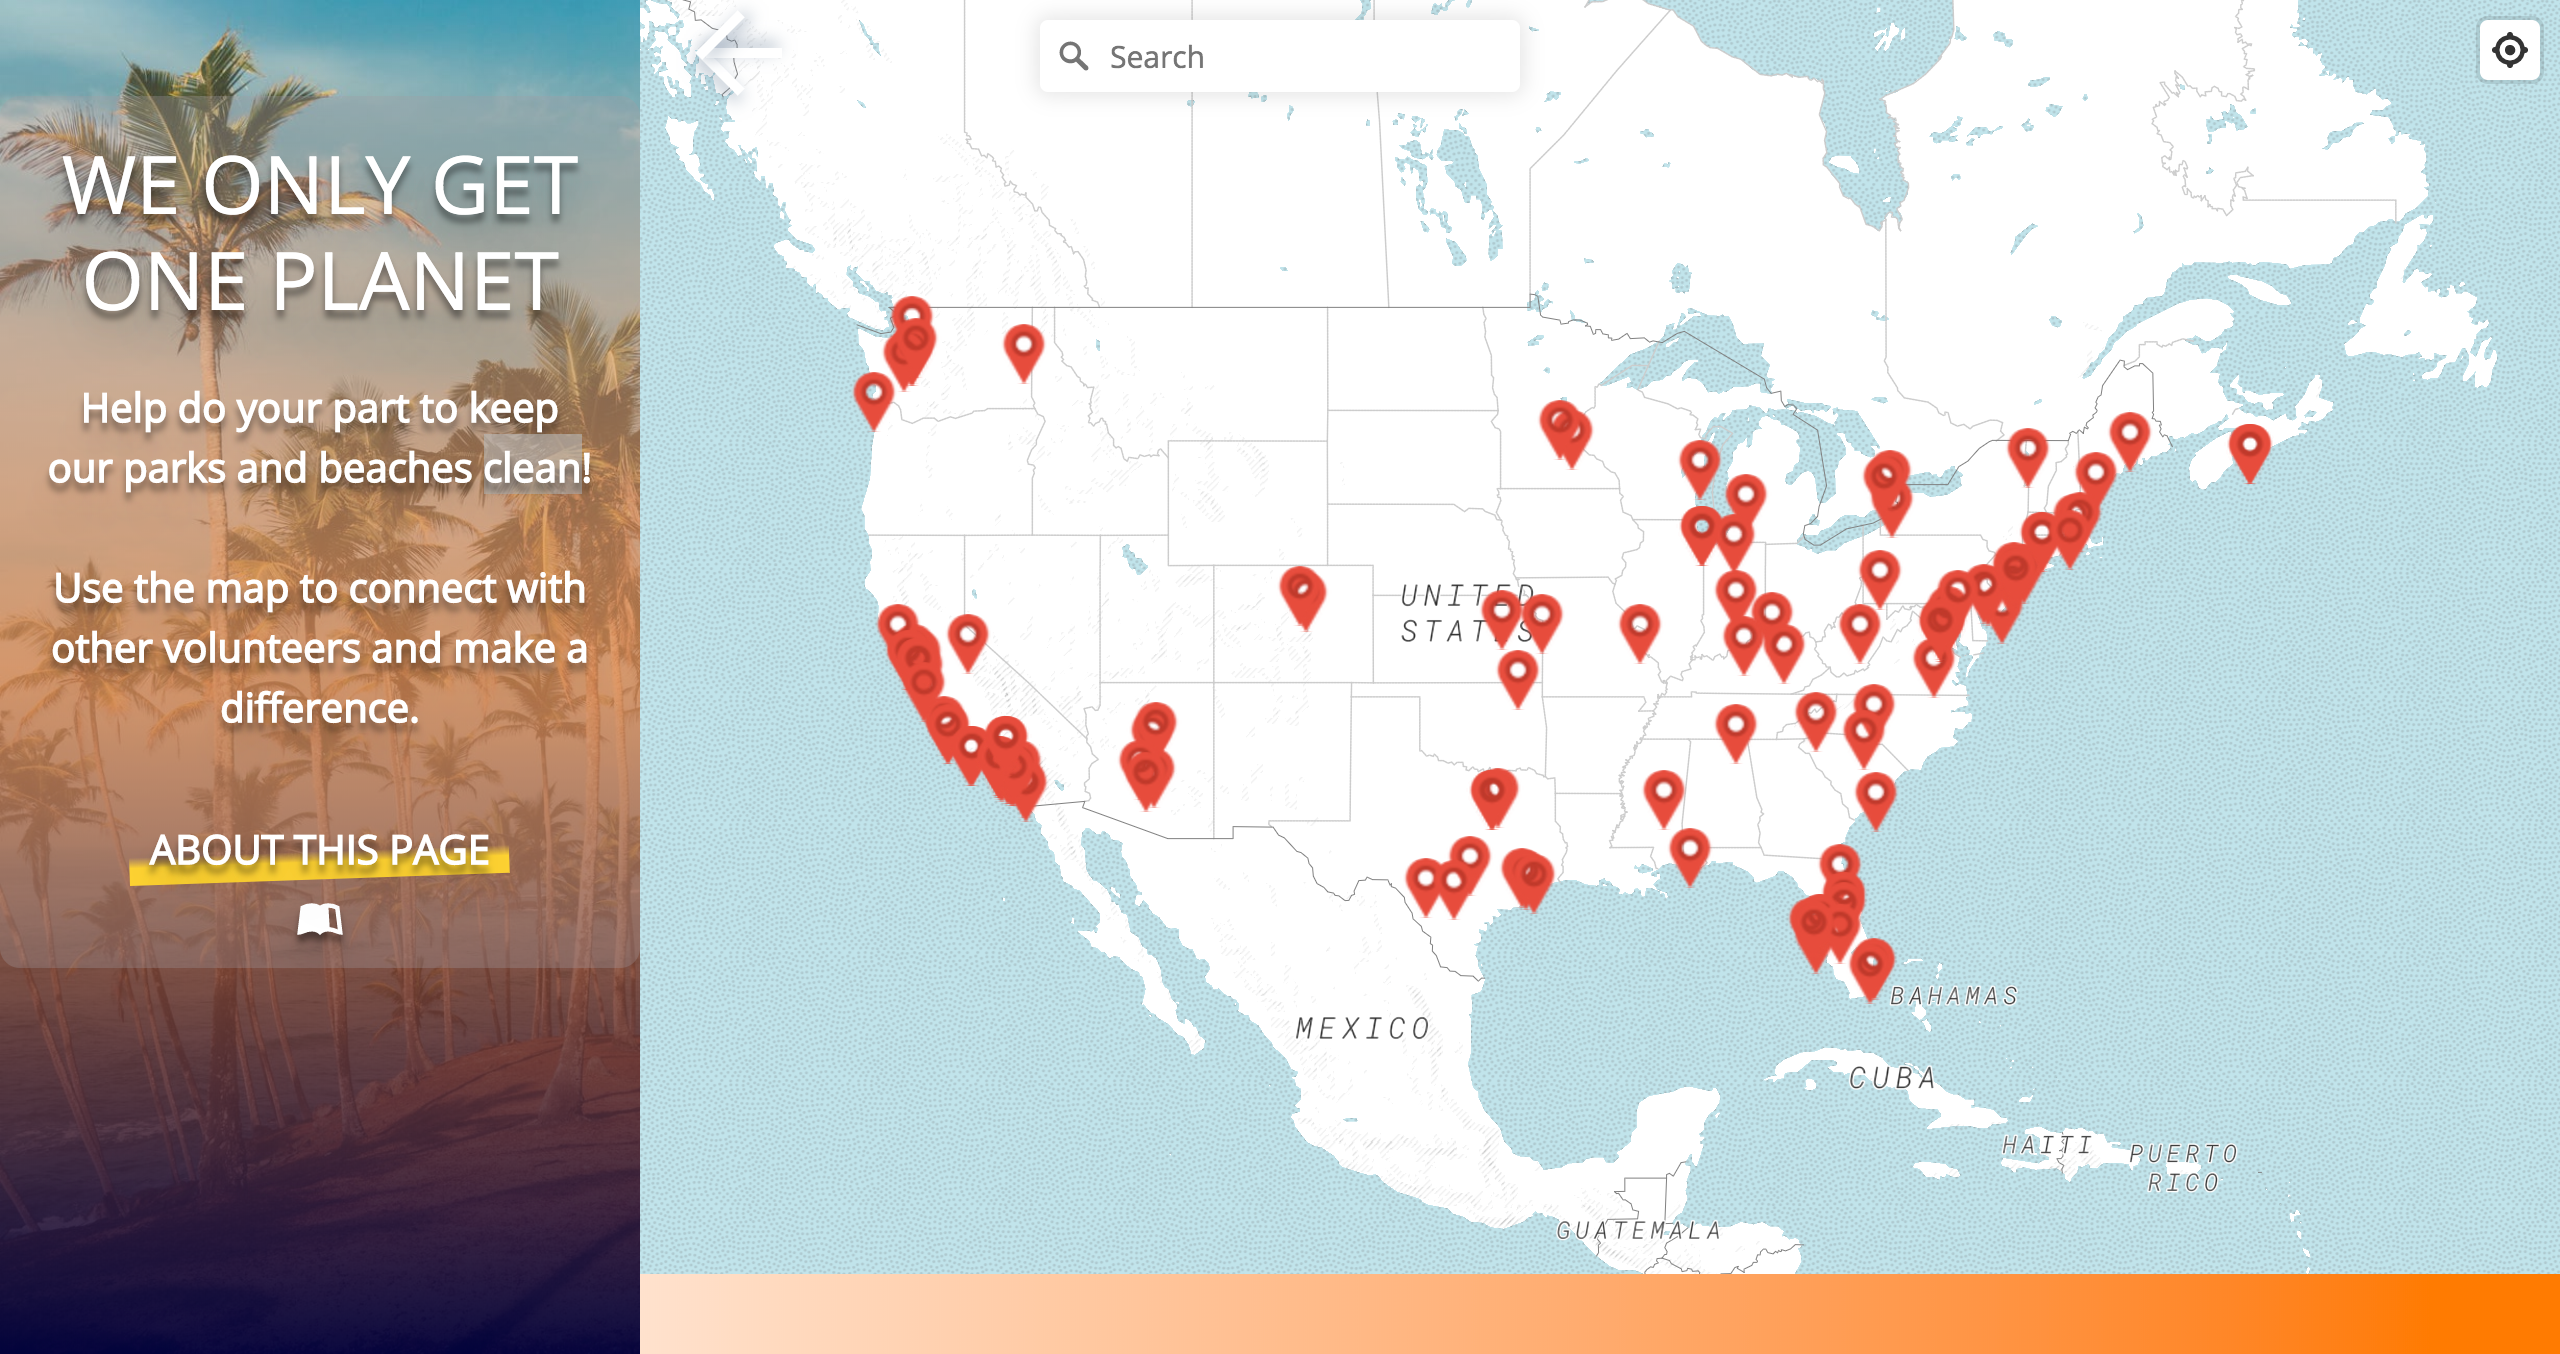 WE ONLY GET
ONE PLANET
Help do your part to keep
our parks and beaches clean!
Use the map to connect with
other volunteers and make a
difference.
ABOUT THIS PAGE
Search
UNITED
STATES
MEXICO
BAHAMAS
CUBA
HAITI
PUERTO
RICO
GUATEMALA